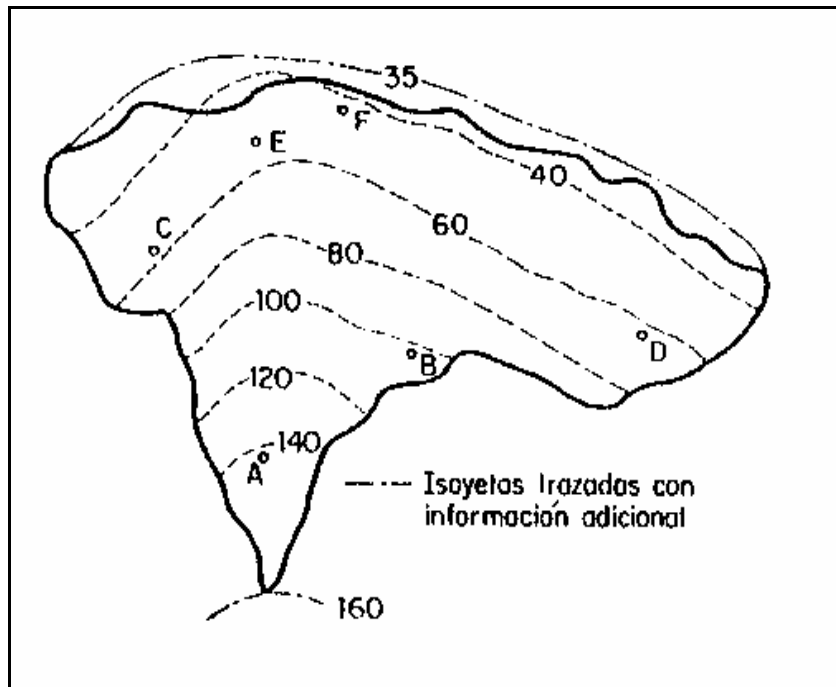 35
F
E
40
C
60
80
100
D
B
120
140
A
Isoyetas trazadas con
información adicional
160